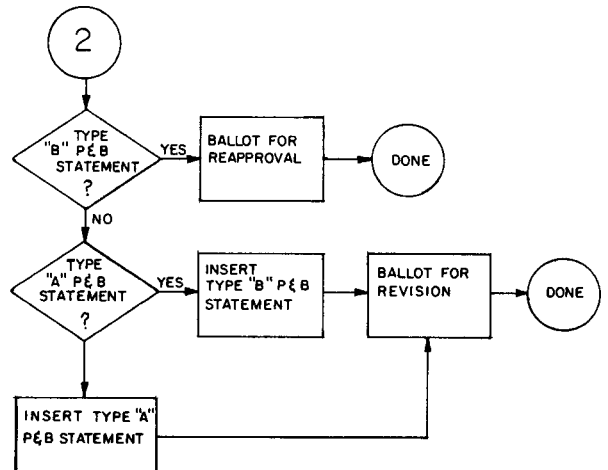 2
TYPE
"B" P&B
STATEMENT
?
YES
BALLOT FOR
REAPPROVAL
DONE
NO
TYPE
"A" P&B
STATEMENT
?
YES
INSERT
TYPE "B" P&B
STATEMENT
BALLOT FOR
REVISION
DONE
INSERT TYPE "A"
P&B STATEMENT